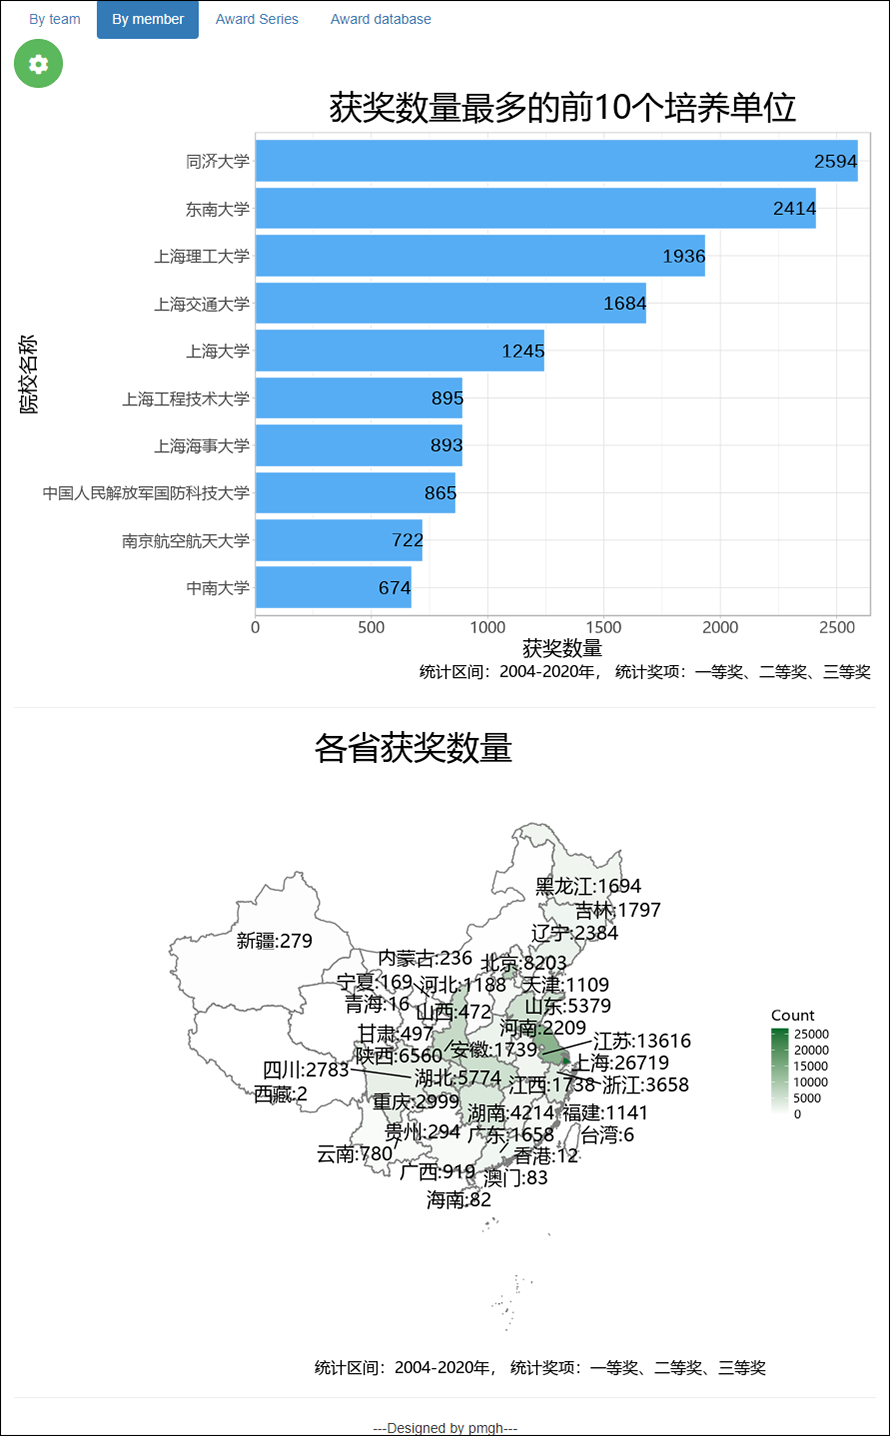 By team By member Award Series Award database
获奖数量最多的前10个培养单位
院校名称
同济大学 2594
东南大学 2414
上海理工大学 1936
上海交通大学 1684
上海大学 1245
上海工程技术大学 895
上海海事大学 893
中国人民解放军国防科技大学 865
南京航空航天大学 722
中南大学 674
0 500 1000 1500 2000 2500
获奖数量
统计区间：2004-2020年， 统计奖项：一等奖、二等奖、三等奖
各省获奖数量
黑龙江:1694
吉林:1797
辽宁:2384
新疆:279
内蒙古:236
北京:8203
宁夏:169
河北:1188
天津:1109
青海:16
山西:472
山东:5379
河南:2209
甘肃:497
江苏:13616
陕西:6560
安徽:1739
上海:26719
四川:2783
湖北:5774
江西:1738
浙江:3658
西藏:2
重庆:2999
湖南:4214
福建:1141
贵州:294
广东:1658
台湾:6
云南:780
香港:12
广西:919
澳门:83
海南:82
Count
25000
20000
15000
10000
5000
0
统计区间：2004-2020年， 统计奖项：一等奖、二等奖、三等奖
---Designed by pmgh---